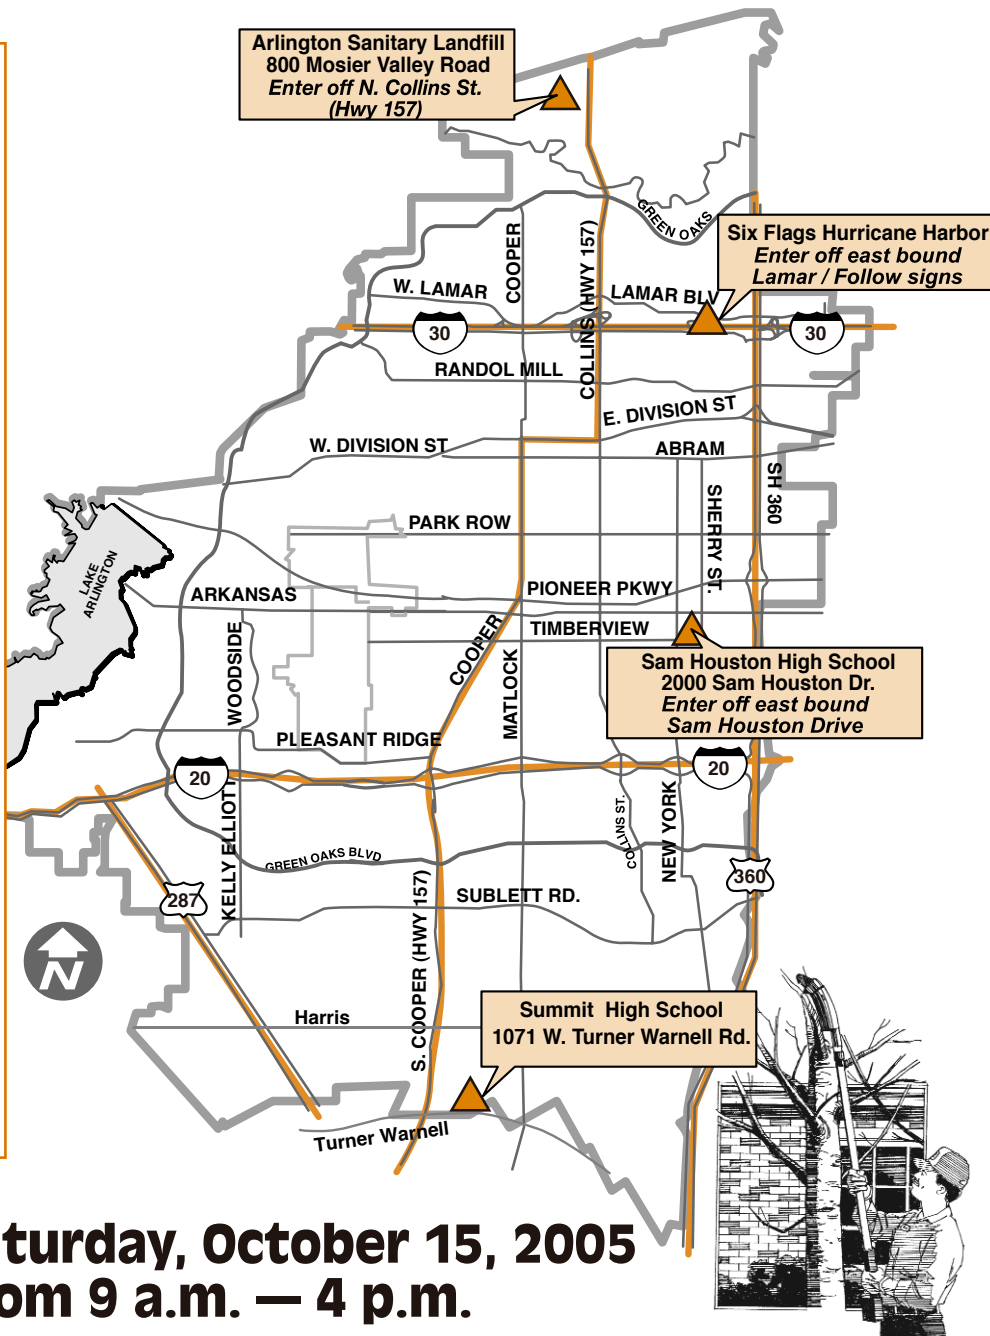 Arlington Sanitary Landfill
800 Mosier Valley Road
Enter off N. Collins St.
(Hwy 157)
GREEN OAKS
Six Flags Hurricane Harbor
Enter off east bound
Lamar / Follow signs
COOPER
COLLINS (HWY 157)
W. LAMAR
LAMAR BLV
30
30
RANDOL MILL
E. DIVISION ST
W. DIVISION ST
ABRAM
SH 360
SHERRY ST.
PARK ROW
LAKE
ARLINGTON
ARKANSAS
PIONEER PKWY
TIMBERVIEW
WOODSIDE
COOPER
MATLOCK
Sam Houston High School
2000 Sam Houston Dr.
Enter off east bound
Sam Houston Drive
PLEASANT RIDGE
20
20
KELLY ELLIOTT
COLLINS ST.
NEW YORK
GREEN OAKS BLVD
360
287
SUBLETT RD.
S. COOPER (HWY 157)
N
Summit High School
1071 W. Turner Warnell Rd.
Harris
Turner Warnell
turday, October 15, 2005
om 9 a.m. — 4 p.m.